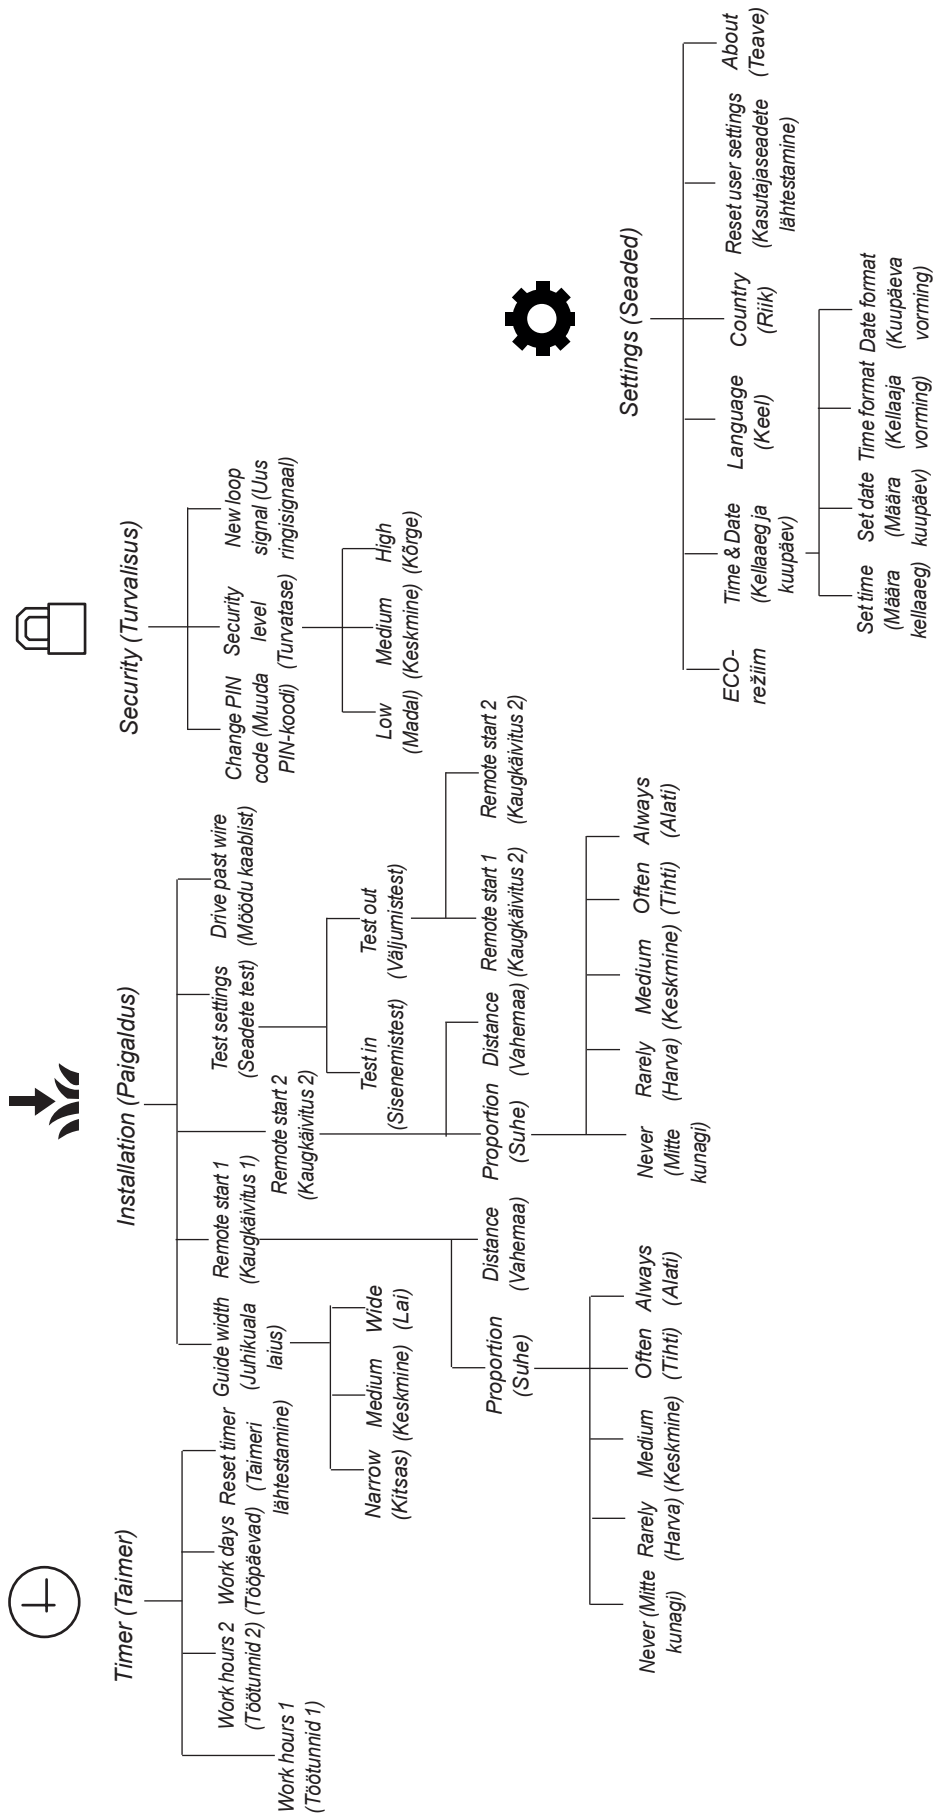 Timer (Taimer)
Work hours 1
(Töötunnid 1)
Work hours 2
(Töötunnid 2)
Work days
(Tööpäevad)
Reset timer
(Taimeri
lähtestamine)
Installation (Paigaldus)
Guide width
(Juhikuala
laius)
Narrow
(Kitsas)
Medium
(Keskmine)
Wide
(Lai)
Remote start 1
(Kaugkäivitus 1)
Proportion
(Suhe)
Never (Mitte
kunagi)
Rarely
(Harva)
Medium
(Keskmine)
Often
(Tihti)
Always
(Alati)
Distance
(Vahemaa)
Remote start 2
(Kaugkäivitus 2)
Proportion
(Suhe)
Never
(Mitte
kunagi)
Rarely
(Harva)
Medium
(Keskmine)
Often
(Tihti)
Always
(Alati)
Distance
(Vahemaa)
Test settings
(Seadete test)
Test in
(Sisenemistest)
Test out
(Väljumistest)
Remote start 1
(Kaugkäivitus 2)
Remote start 2
(Kaugkäivitus 2)
Drive past wire
(Möödu kaablist)
Security (Turvalisus)
Change PIN
code (Muuda
PIN-koodi)
Security
level
(Turvatase)
Low
(Madal)
Medium
(Keskmine)
High
(Kõrge)
New loop
signal (Uus
ringisignaal)
Settings (Seaded)
ECO-
režiim
Time & Date
(Kellaaeg ja
kuupäev)
Set time
(Määra
kellaaeg)
Set date
(Määra
kuupäev)
Time format
(Kellaaja
vorming)
Date format
(Kuupäeva
vorming)
Language
(Keel)
Country
(Riik)
Reset user settings
(Kasutajaseadete
lähtestamine)
About
(Teave)